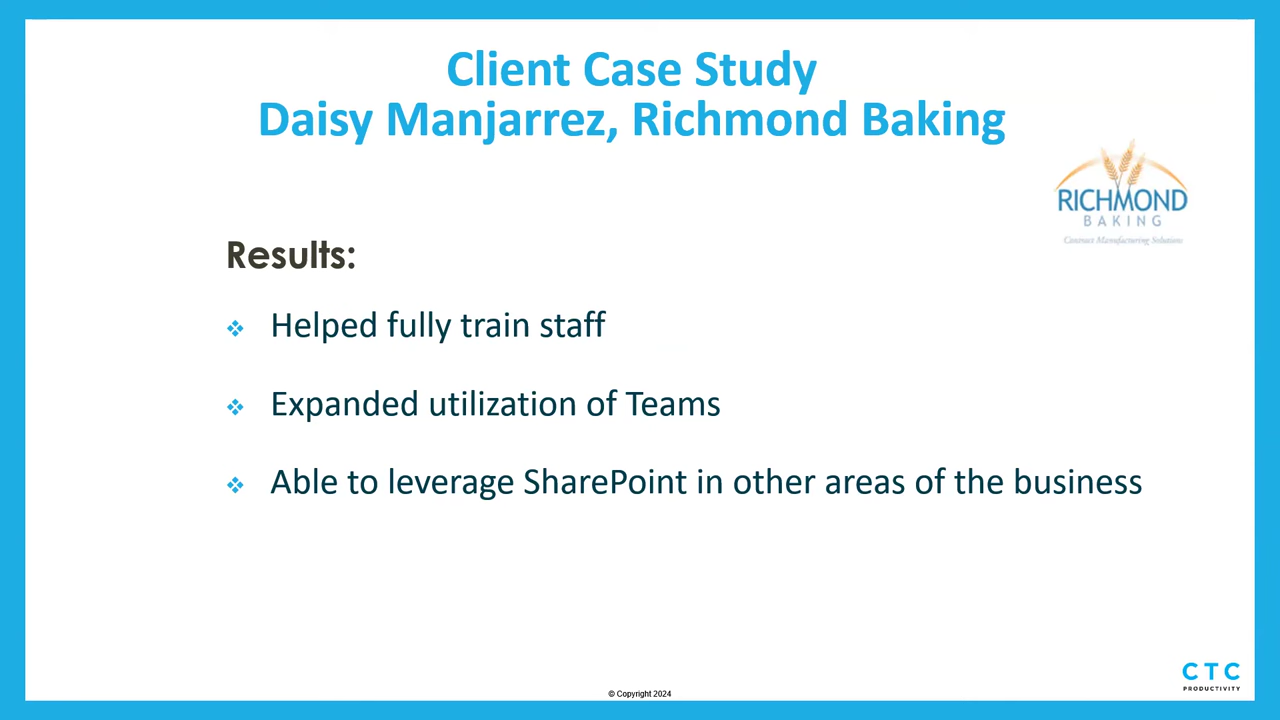 Client Case Study
Daisy Manjarrez, Richmond Baking
RICHMOND
BAKING
Contract Manufacturing Solutions
Results:
❖ Helped fully train staff
❖ Expanded utilization of Teams
❖ Able to leverage SharePoint in other areas of the business
CTC
PRODUCTIVITY
© Copyright 2024